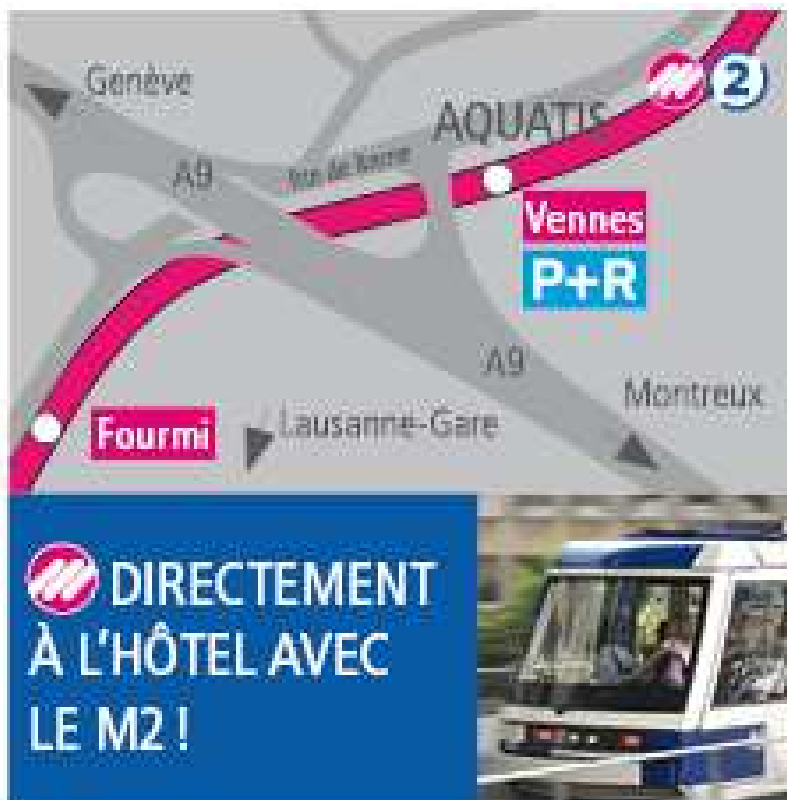 Genève
2
AQUATIS
A9
Vennes
P+R
A9
Montreux
Lausanne-Gare
Fourmi
DIRECTEMENT
À L'HÔTEL AVEC
LE M2 !